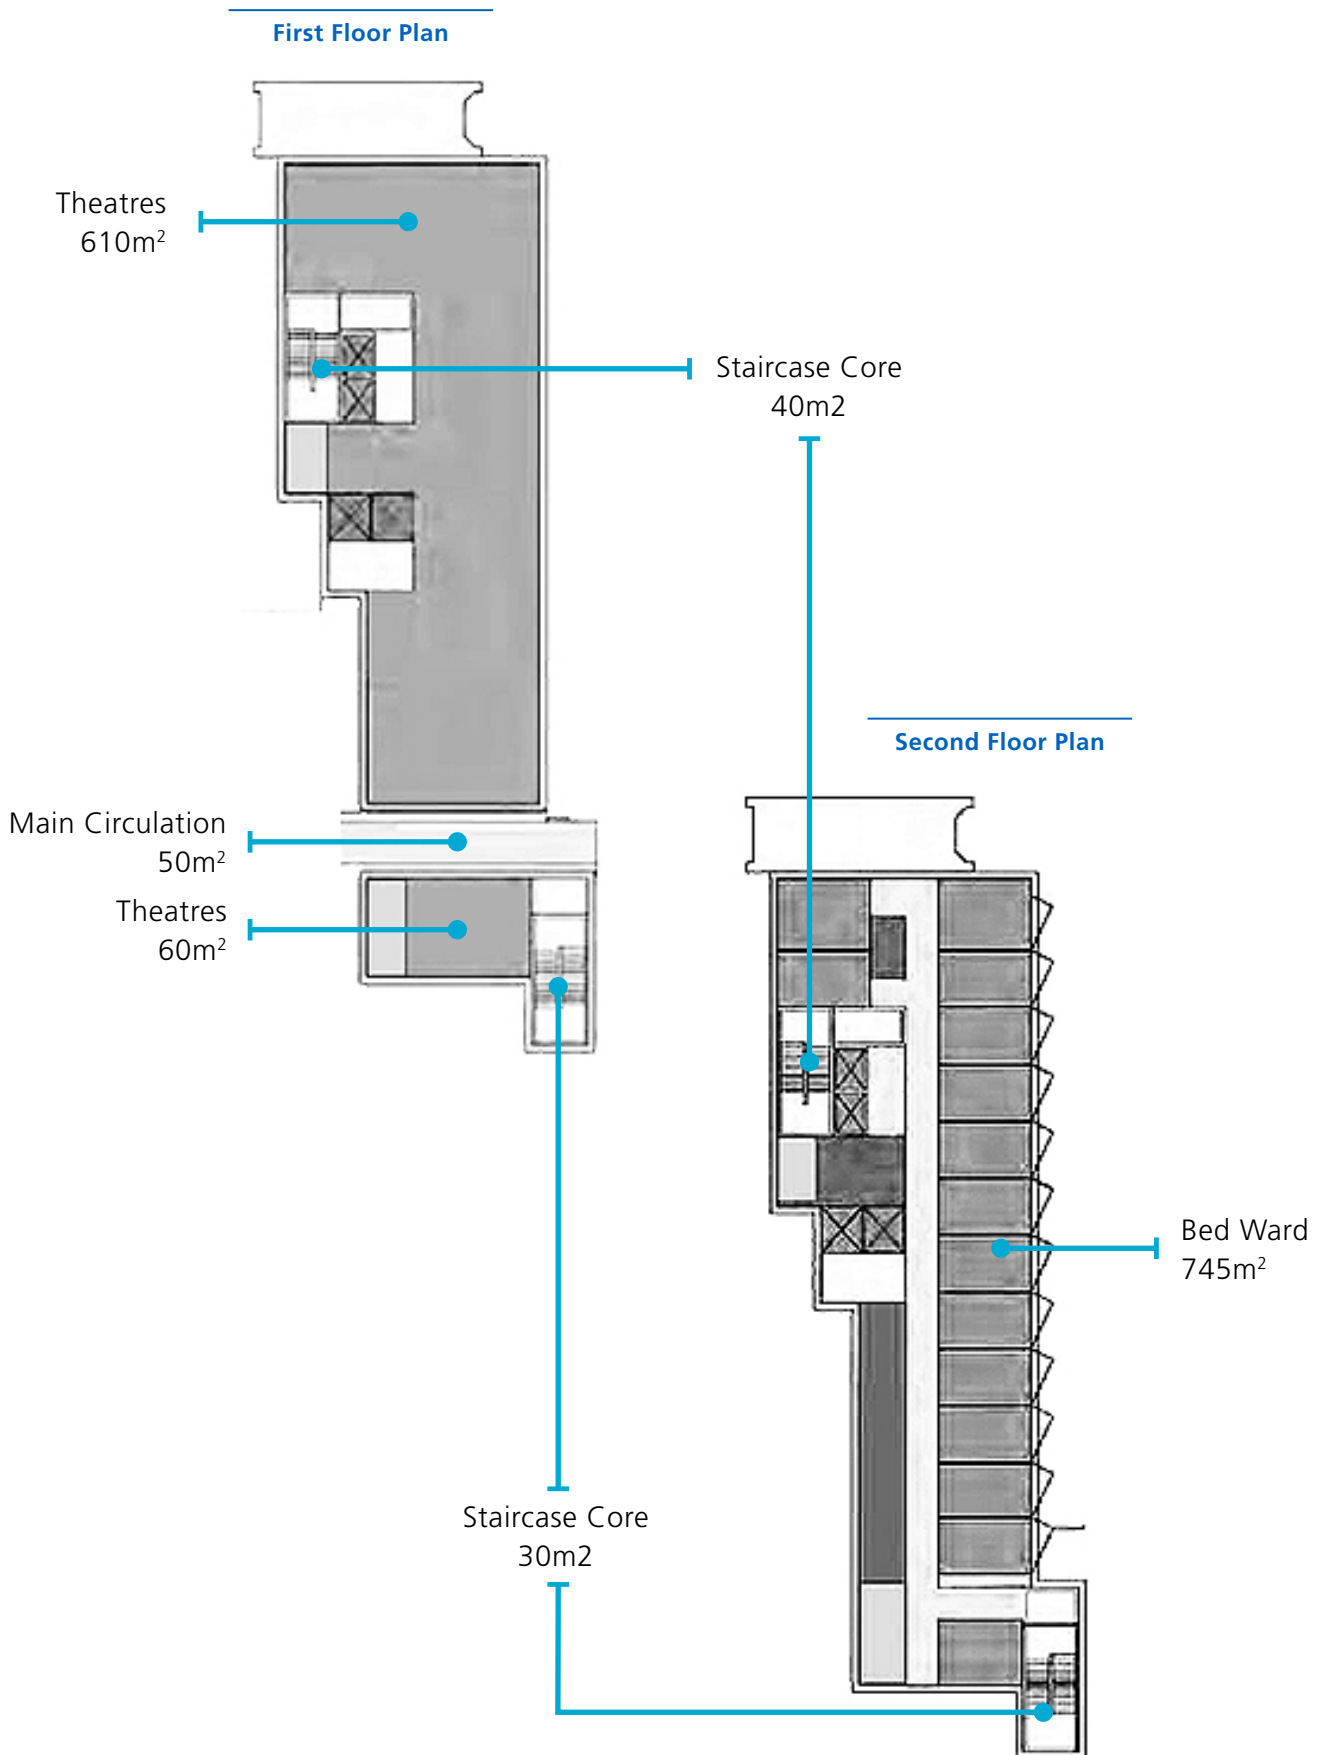 First Floor Plan
Theatres
610m²
Staircase Core
40m2
Second Floor Plan
Main Circulation
50m²
Theatres
60m²
Bed Ward
745m²
Staircase Core
30m2